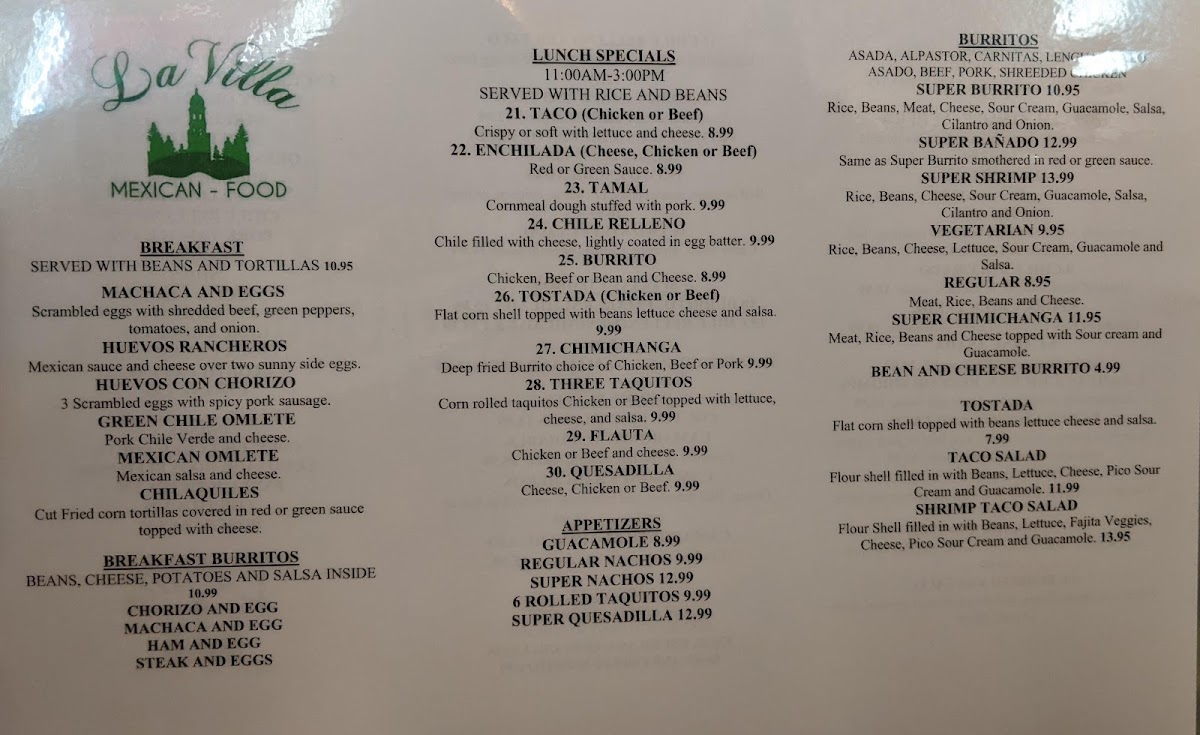 La Villa
MEXICAN - FOOD
BREAKFAST
SERVED WITH BEANS AND TORTILLAS 10.95
MACHACA AND EGGS
Scrambled eggs with shredded beef, green peppers,
tomatoes, and onion.
HUEVOS RANCHEROS
Mexican sauce and cheese over two sunny side eggs.
HUEVOS CON CHORIZO
3 Scrambled eggs with spicy pork sausage.
GREEN CHILE OMLETE
Pork Chile Verde and cheese.
MEXICAN OMLETE
Mexican salsa and cheese.
CHILAQUILES
Cut Fried corn tortillas covered in red or green sauce
topped with cheese.
BREAKFAST BURRITOS
BEANS, CHEESE, POTATOES AND SALSA INSIDE
10.99
CHORIZO AND EGG
MACHACA AND EGG
HAM AND EGG
STEAK AND EGGS
LUNCH SPECIALS
11:00AM-3:00PM
SERVED WITH RICE AND BEANS
21. TACO (Chicken or Beef)
Crispy or soft with lettuce and cheese. 8.99
22. ENCHILADA (Cheese, Chicken or Beef)
Red or Green Sauce. 8.99
23. TAMAL
Cornmeal dough stuffed with pork. 9.99
24. CHILE RELLENO
Chile filled with cheese, lightly coated in egg batter. 9.99
25. BURRITO
Chicken, Beef or Bean and Cheese. 8.99
26. TOSTADA (Chicken or Beef)
Flat corn shell topped with beans lettuce cheese and salsa.
9.99
27. CHIMICHANGA
Deep fried Burrito choice of Chicken, Beef or Pork 9.99
28. THREE TAQUITOS
Corn rolled taquitos Chicken or Beef topped with lettuce,
cheese, and salsa. 9.99
29. FLAUTA
Chicken or Beef and cheese. 9.99
30. QUESADILLA
Cheese, Chicken or Beef. 9.99
APPETIZERS
GUACAMOLE 8.99
REGULAR NACHOS 9.99
SUPER NACHOS 12.99
6 ROLLED TAQUITOS 9.99
SUPER QUESADILLA 12.99
BURRITOS
ASADA, ALPASTOR, CARNITAS,
ASADO, BEEF, PORK, SHREEDED CHICKEN
SUPER BURRITO 10.95
Rice, Beans, Meat, Cheese, Sour Cream, Guacamole, Salsa,
Cilantro and Onion.
SUPER BAÑADO 12.99
Same as Super Burrito smothered in red or green sauce.
SUPER SHRIMP 13.99
Rice, Beans, Cheese, Sour Cream, Guacamole, Salsa,
Cilantro and Onion.
VEGETARIAN 9.95
Rice, Beans, Cheese, Lettuce, Sour Cream, Guacamole and
Salsa.
REGULAR 8.95
Meat, Rice, Beans and Cheese.
SUPER CHIMICHANGA 11.95
Meat, Rice, Beans and Cheese topped with Sour cream and
Guacamole.
BEAN AND CHEESE BURRITO 4.99
TOSTADA
Flat corn shell topped with beans lettuce cheese and salsa.
7.99
TACO SALAD
Flour shell filled in with Beans, Lettuce, Cheese, Pico Sour
Cream and Guacamole. 11.99
SHRIMP TACO SALAD
Flour Shell filled in with Beans, Lettuce, Fajita Veggies,
Cheese, Pico Sour Cream and Guacamole. 13.95